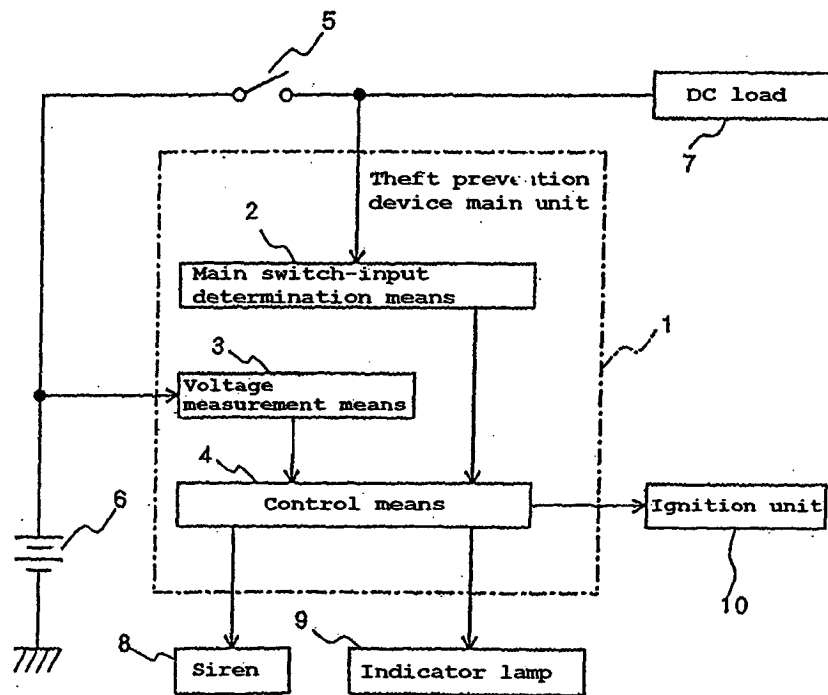 5
DC load
7
Theft prevention
device main unit
2
Main switch-input
determination means
1
3
Voltage
measurement means
4
Control means
Ignition unit
6
10
9
8
Siren
Indicator lamp